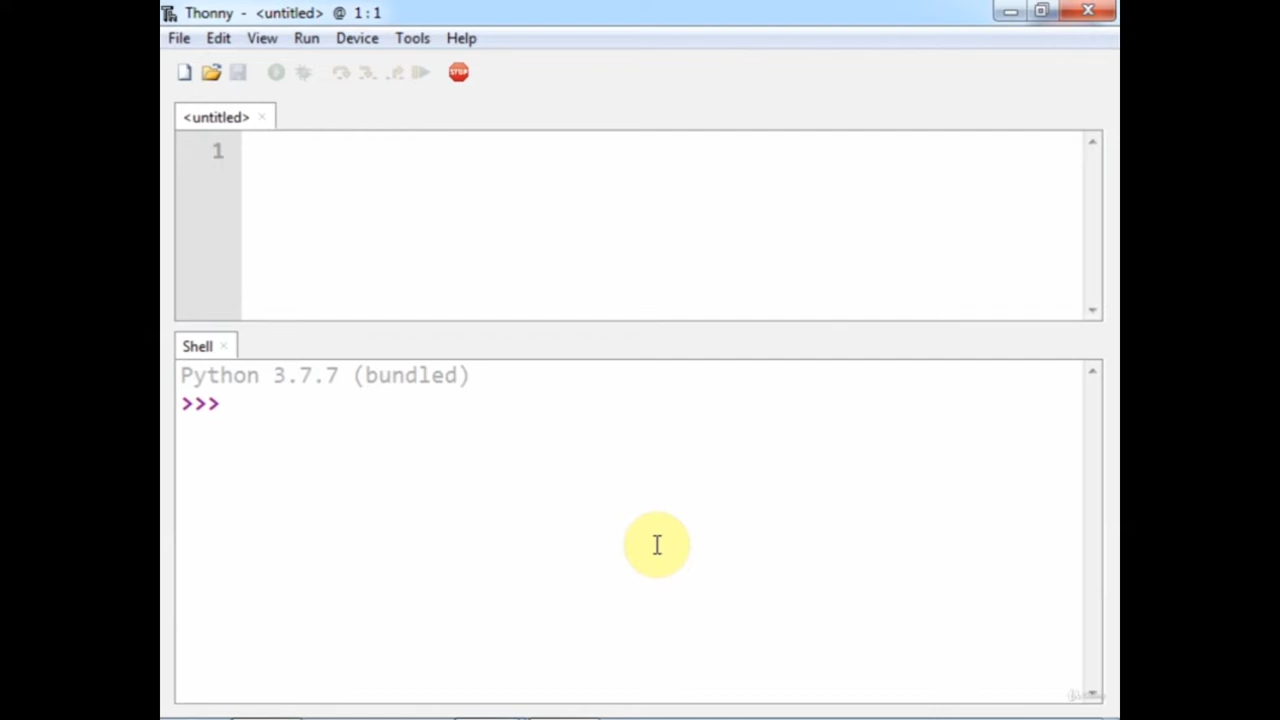 Thonny - <untitled> @ 1:1
File Edit View Run Device Tools Help
STOP
<untitled>
1
Shell
Python 3.7.7 (bundled)
>>>